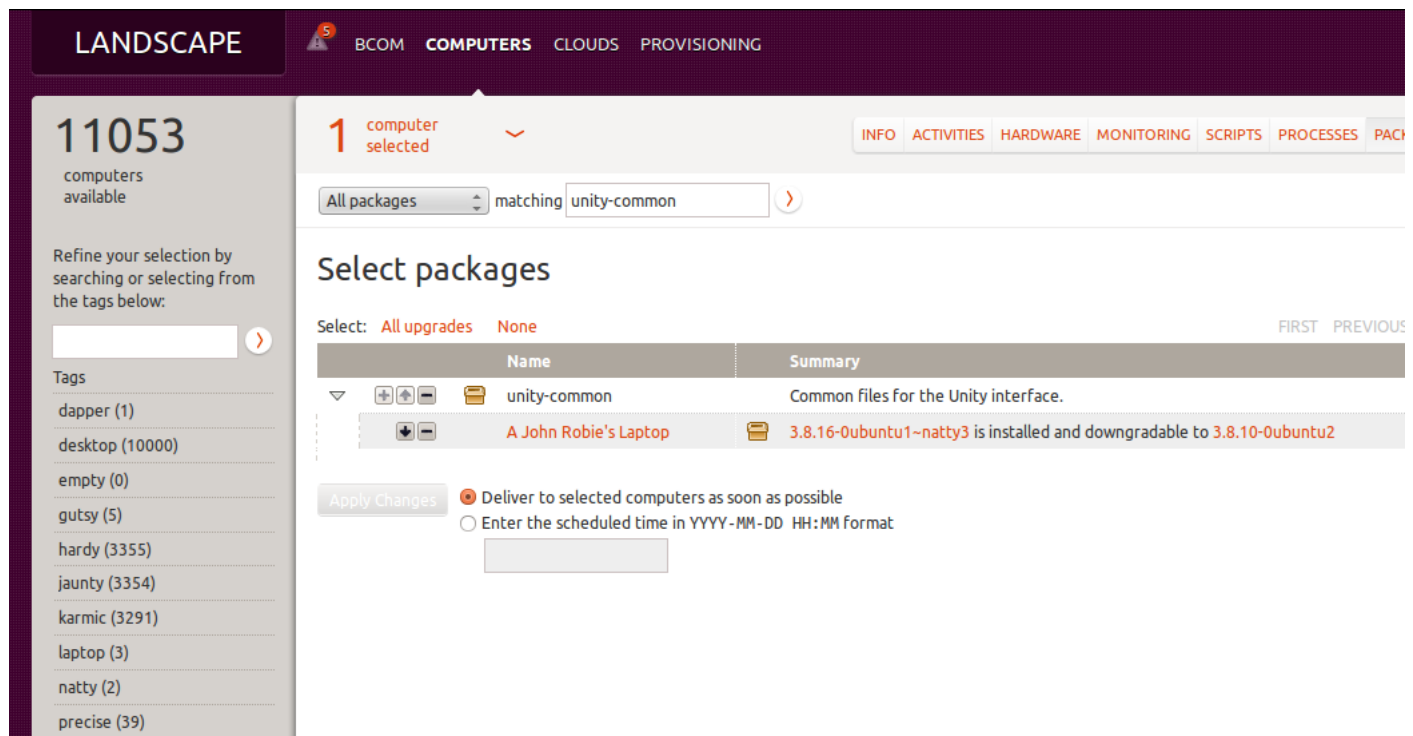 LANDSCAPE
5
BCOM COMPUTERS CLOUDS PROVISIONING
11053
computers
available
Refine your selection by
searching or selecting from
the tags below:
Tags
dapper (1)
desktop (10000)
empty (0)
gutsy (5)
hardy (3355)
jaunty (3354)
karmic (3291)
laptop (3)
natty (2)
precise (39)
1 computer
selected
INFO ACTIVITIES HARDWARE MONITORING SCRIPTS PROCESSES PACK
All packages matching unity-common
Select packages
Select: All upgrades None
FIRST PREVIOUS
Name Summary
unity-common Common files for the Unity interface.
A John Robie's Laptop 3.8.16-0ubuntu1~natty3 is installed and downgradable to 3.8.10-0ubuntu2
Apply Changes Deliver to selected computers as soon as possible
Enter the scheduled time in YYYY-MM-DD HH:MM format